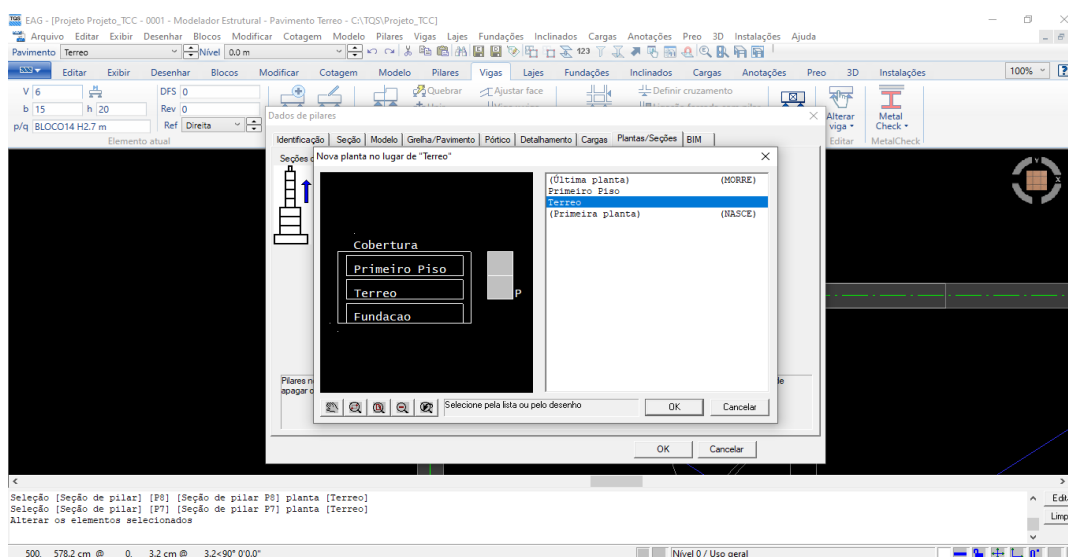 EAG - [Projeto Projeto_TCC - 0001 - Modelador Estrutural - Pavimento Terreo - C:\TQS\Projeto_TCC]
Arquivo Editar Exibir Desenhar Blocos Modificar Cotagem Modelo Pilares Vigas Lajes Fundações Inclinados Cargas Anotações Preo 3D Instalações Ajuda
Pavimento Terreo Nível 0.0 m 123
Editar Exibir Desenhar Blocos Modificar Cotagem Modelo Pilares Vigas Lajes Fundações Inclinados Cargas Anotações Preo 3D Instalações 100%
V 6 DFS 0 Quebrar Ajustar face Definir cruzamento
b 15 h 20 Rev 0 Alterar viga Metal Check
p/q BLOCO14 H2.7 m Ref Direita
Elemento atual Editar MetalCheck
Dados de pilares
Identificação Seção Modelo Grelha/Pavimento Pórtico Detalhamento Cargas Plantas/Seções BIM
Seções
Nova planta no lugar de "Terreo"
(Última planta) (MORRE)
Primeiro Piso
Terreo
(Primeira planta) (NASCE)
Cobertura
Primeiro Piso
Terreo
P
Fundacao
Pilares
apagar
Selecione pela lista ou pelo desenho
OK Cancelar
OK Cancelar
Seleção [Seção de pilar] [P8] [Seção de pilar P8] planta [Terreo]
Seleção [Seção de pilar] [P7] [Seção de pilar P7] planta [Terreo]
Alterar os elementos selecionados
500. 578.2 cm @ 0. 3.2 cm @ 3.2<90° 0'0.0" Nível 0 / Uso geral